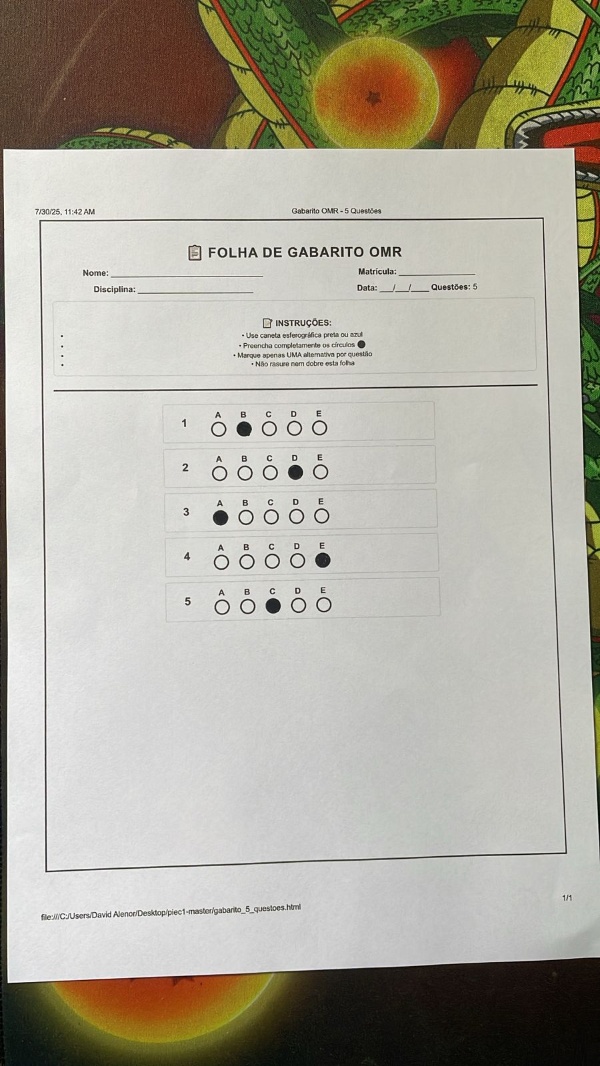 7/30/25, 11:42 AM Gabarito OMR - 5 Questões
FOLHA DE GABARITO OMR
Nome: ____________________ Matrícula: ____________
Disciplina: ________________ Data: ___/___/____ Questões: 5
INSTRUÇÕES:
• Use caneta esferográfica preta ou azul
• Preencha completamente os círculos ●
• Marque apenas UMA alternativa por questão
• Não rasure nem dobre esta folha
A B C D E
1
A B C D E
2
A B C D E
3
A B C D E
4
A B C D E
5
1/1
file:///C:/Users/David Alenor/Desktop/piec1-master/gabarito_5_questoes.html